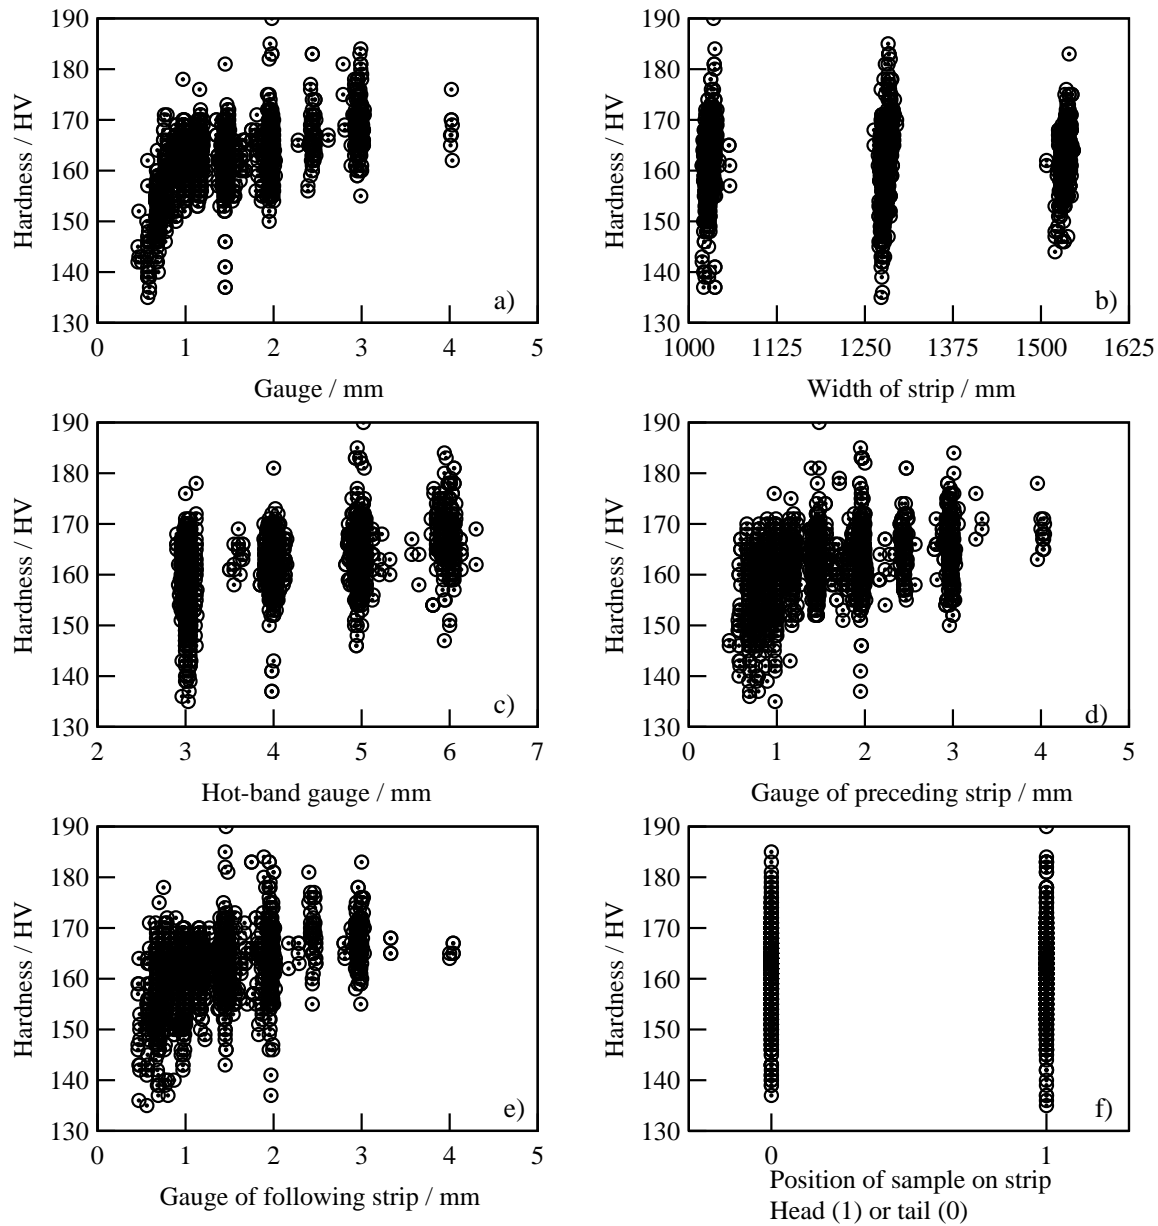 190
180
170
160
150
140
130
Hardness / HV
a)
0 1 2 3 4 5
Gauge / mm
190
180
170
160
150
140
130
Hardness / HV
b)
1000 1125 1250 1375 1500 1625
Width of strip / mm
190
180
170
160
150
140
130
Hardness / HV
c)
2 3 4 5 6 7
Hot-band gauge / mm
190
180
170
160
150
140
130
Hardness / HV
d)
0 1 2 3 4 5
Gauge of preceding strip / mm
190
180
170
160
150
140
130
Hardness / HV
e)
0 1 2 3 4 5
Gauge of following strip / mm
190
180
170
160
150
140
130
Hardness / HV
f)
0 1
Position of sample on strip
Head (1) or tail (0)